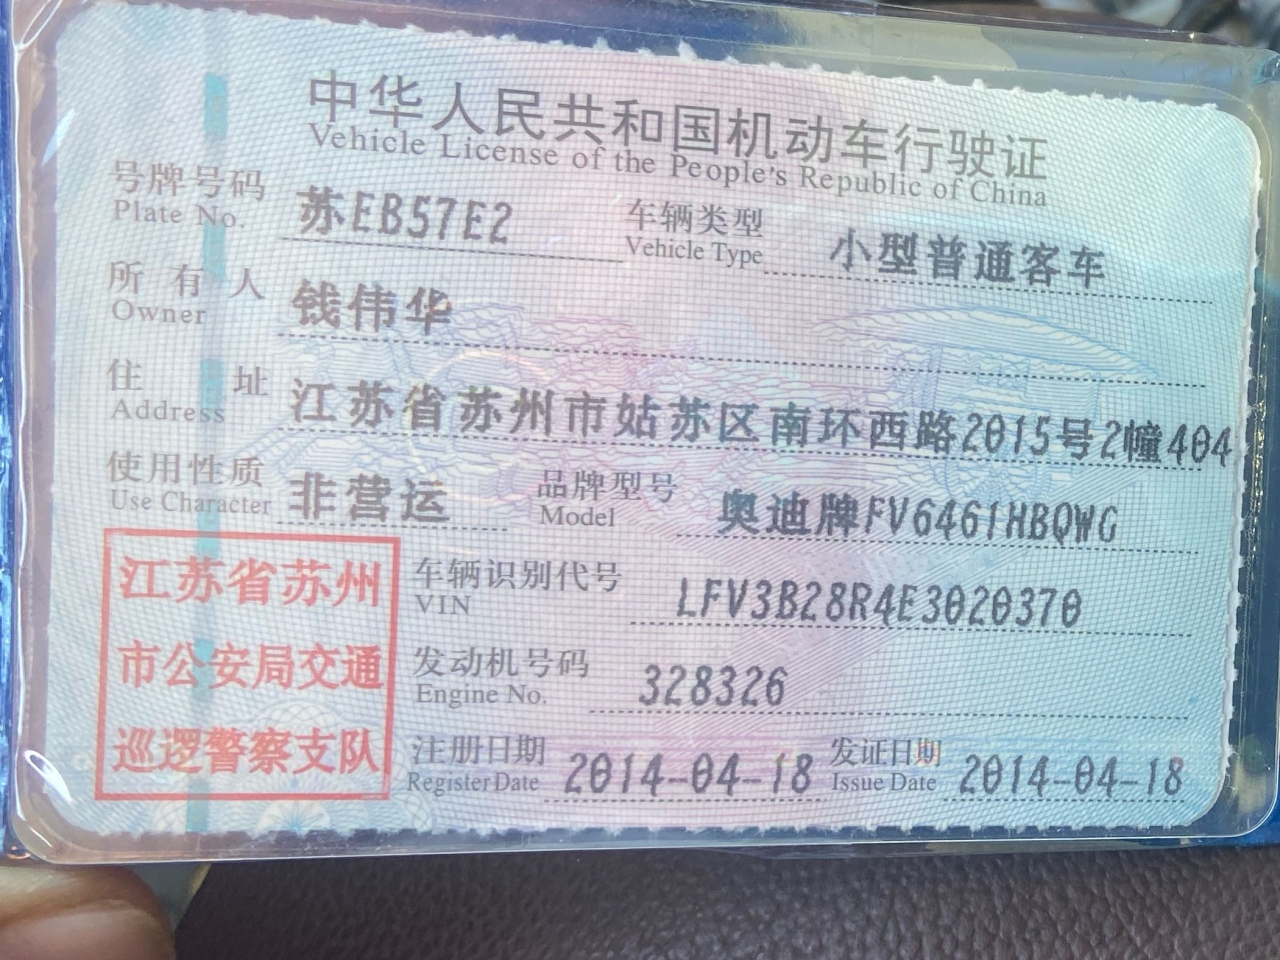 中华人民共和国机动车行驶证
Vehicle License of the People's Republic of China
号牌号码 苏EB57E2 车辆类型 小型普通客车
Plate No. Vehicle Type
所有人 钱伟华
Owner
住址 江苏省苏州市姑苏区南环西路2015号2幢404
Address
使用性质 非营运 品牌型号 奥迪牌FV6461HBQWG
Use Character Model
江苏省苏州
市公安局交通
巡逻警察支队
车辆识别代号 LFV3B28R4E3020370
VIN
发动机号码 328326
Engine No.
注册日期 2014-04-18 发证日期 2014-04-18
Register Date Issue Date